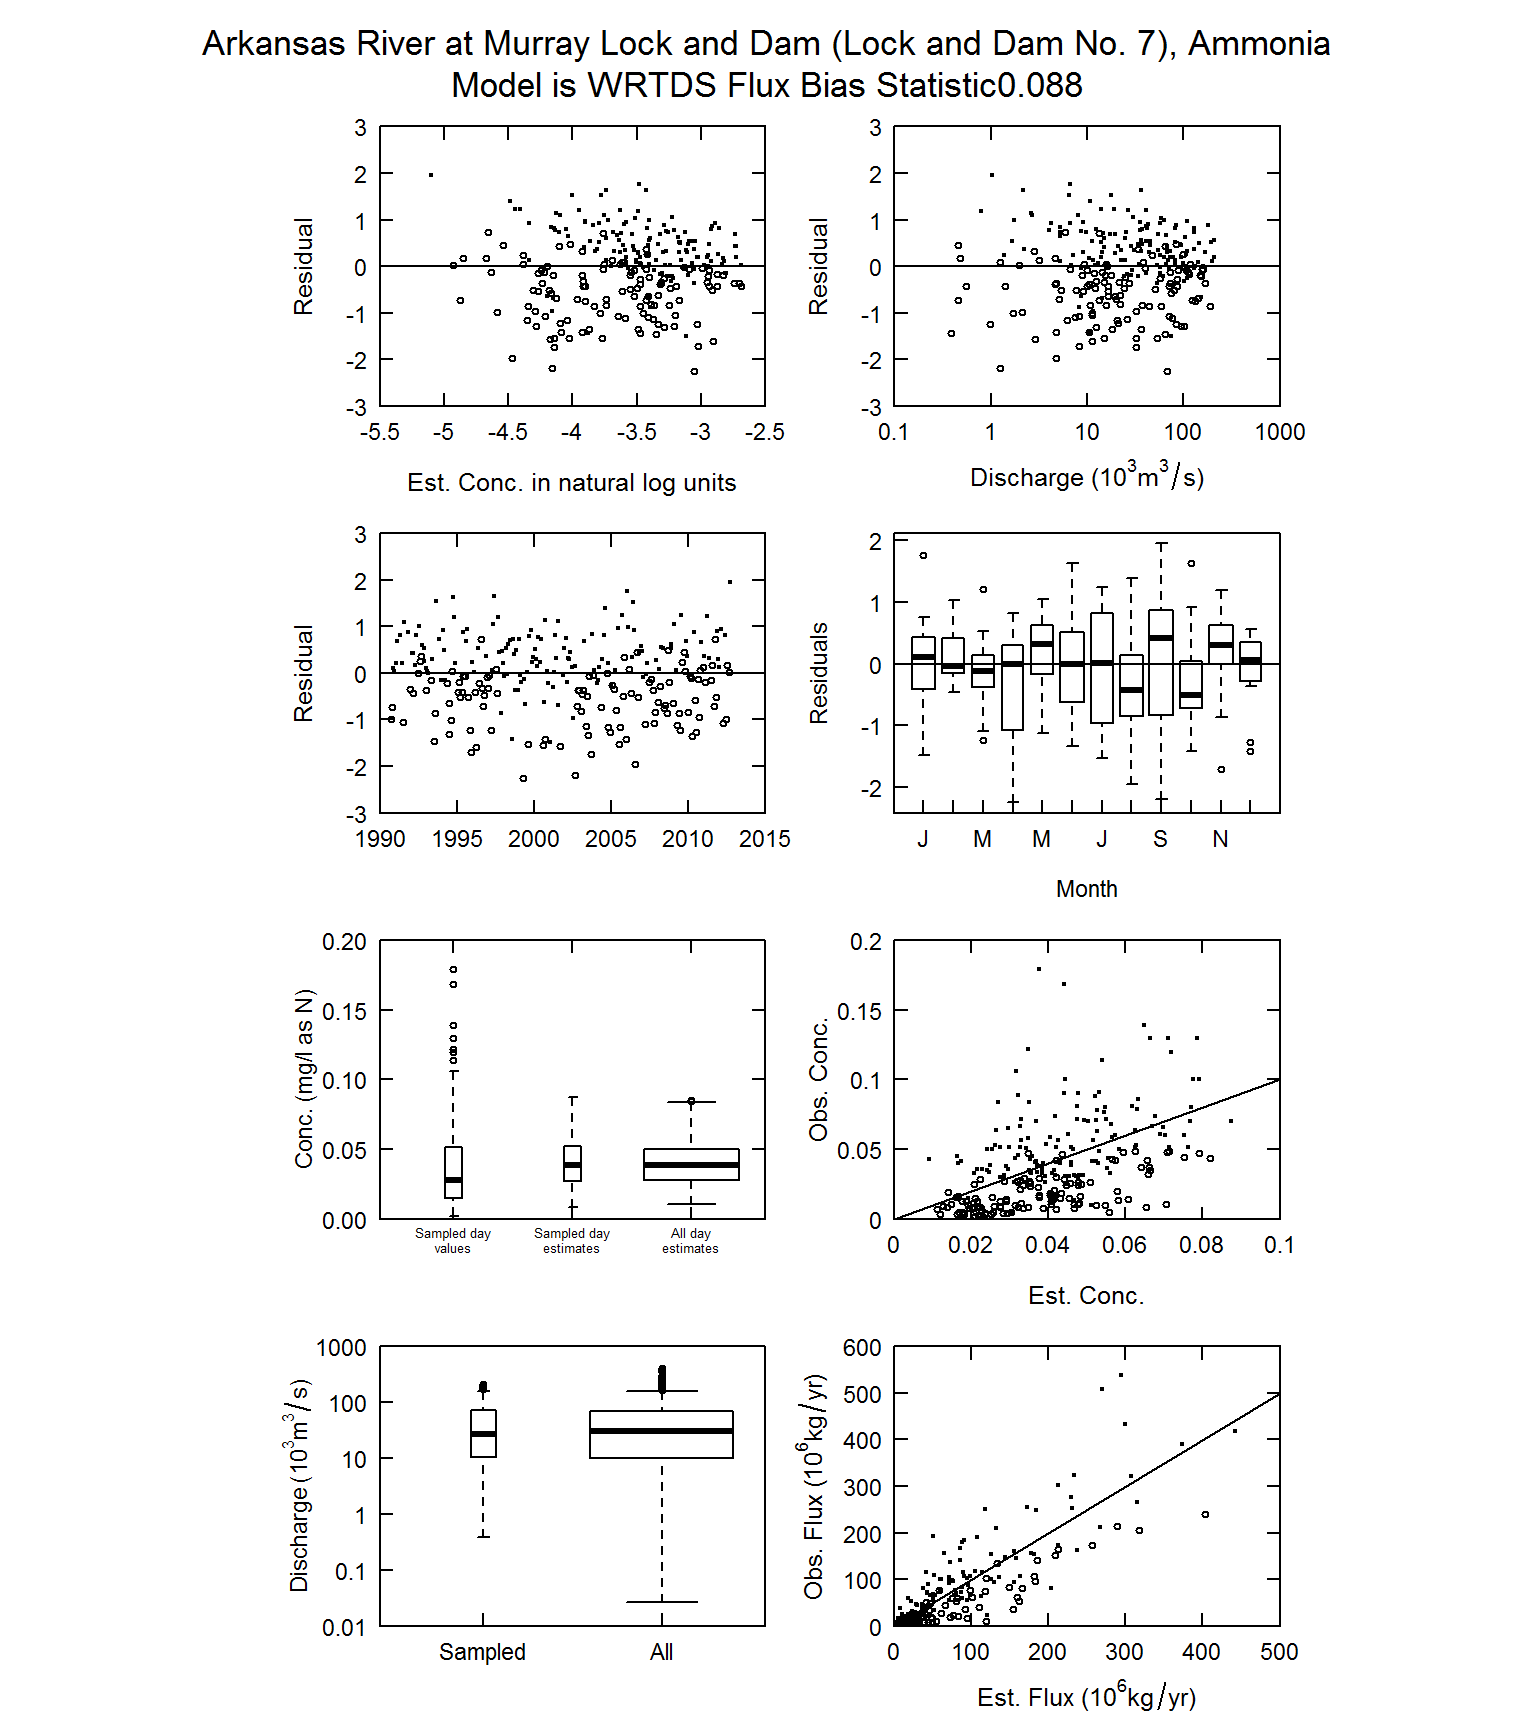 Arkansas River at Murray Lock and Dam (Lock and Dam No. 7), Ammonia
Model is WRTDS Flux Bias Statistic0.088
3
2
1
0
-1
-2
-3
Residual
-5.5 -5 -4.5 -4 -3.5 -3 -2.5
Est. Conc. in natural log units
3
2
1
0
-1
-2
-3
Residual
0.1 1 10 100 1000
Discharge (10³m³/s)
3
2
1
0
-1
-2
-3
Residual
1990 1995 2000 2005 2010 2015
2
1
0
-1
-2
Residuals
J M M J S N
Month
0.20
0.15
0.10
0.05
0.00
Conc. (mg/l as N)
Sampled day values
Sampled day estimates
All day estimates
0.2
0.15
0.1
0.05
0
Obs. Conc.
0 0.02 0.04 0.06 0.08 0.1
Est. Conc.
1000
100
10
1
0.1
0.01
Discharge (10³m³/s)
Sampled All
600
500
400
300
200
100
0
Obs. Flux (10⁶kg/yr)
0 100 200 300 400 500
Est. Flux (10⁶kg/yr)